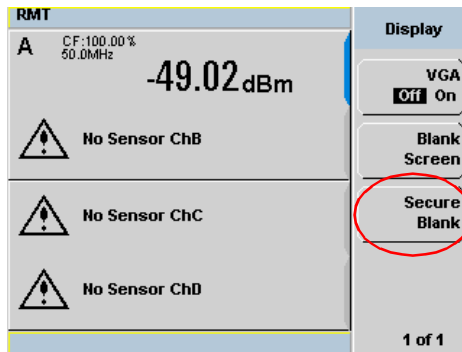 RMT
A
CF:100.00%
50.0MHz
-49.02dBm
No Sensor ChB
No Sensor ChC
No Sensor ChD
Display
VGA
Off On
Blank
Screen
Secure
Blank
1 of 1